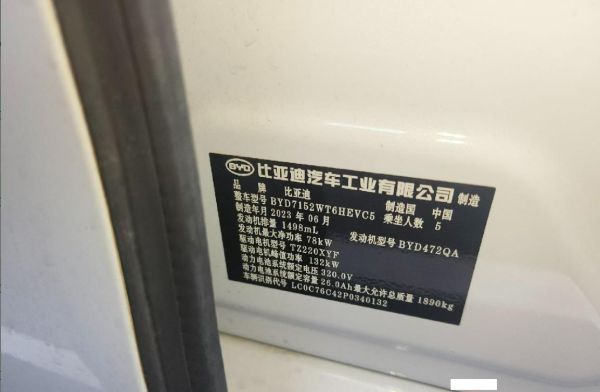 BYD 比亚迪汽车工业有限公司 制造
品牌 比亚迪 制造国 中国
整车型号 BYD7152WT6HEVC5 乘坐人数 5
制造年月 2023 年 06 月
发动机排量 1498mL 发动机型号 BYD472QA
发动机最大净功率 78kW
驱动电机型号 TZ220XYF
驱动电机峰值功率 132kW
动力电池系统额定电压 320.0V
动力电池系统额定容量 26.0Ah 最大允许总质量 1890kg
车辆识别代号 LC0C76C42P0340132